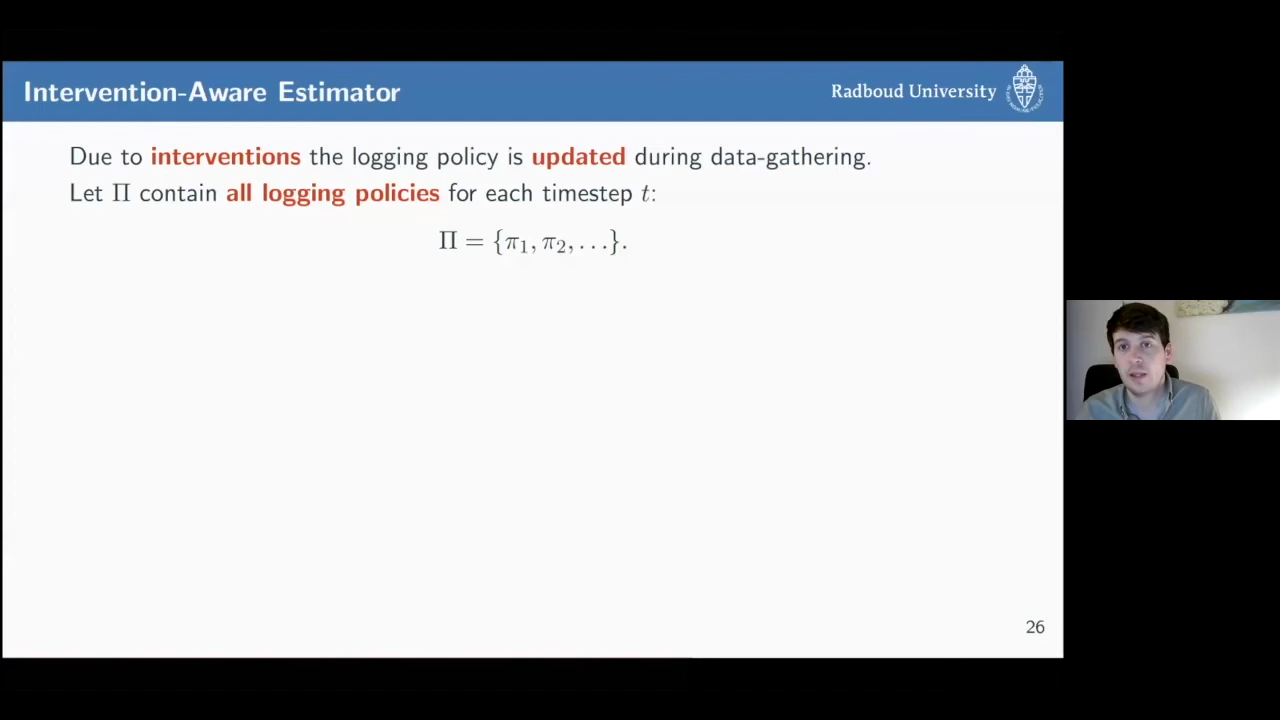 Intervention-Aware Estimator
Radboud University
Due to interventions the logging policy is updated during data-gathering.
Let Π contain all logging policies for each timestep t:
Π = {π₁, π₂, . . .}.
26